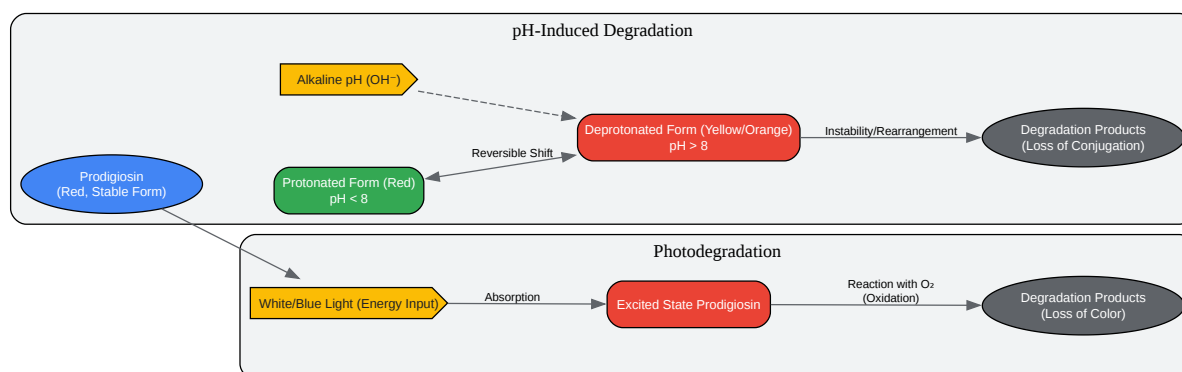 pH-Induced Degradation
Alkaline pH (OH⁻)
Deprotonated Form (Yellow/Orange)
pH > 8
Instability/Rearrangement
Degradation Products
(Loss of Conjugation)
Reversible Shift
Prodigiosin
(Red, Stable Form)
Protonated Form (Red)
pH < 8
Photodegradation
White/Blue Light (Energy Input)
Absorption
Excited State Prodigiosin
Reaction with O₂
(Oxidation)
Degradation Products
(Loss of Color)